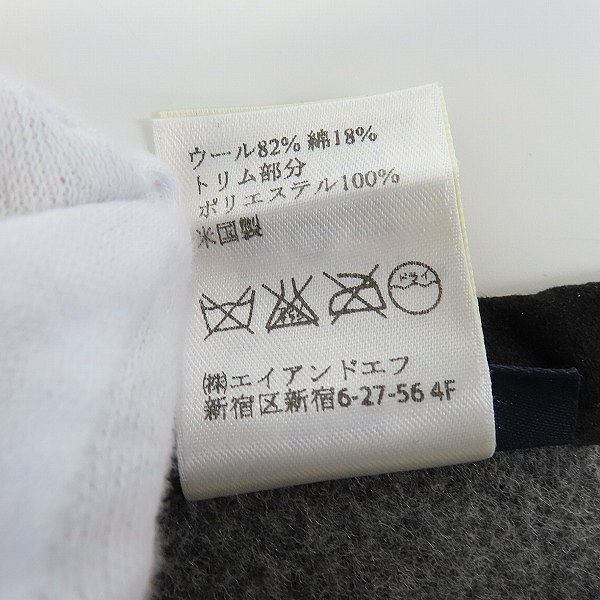 ウール82% 綿18%
トリム部分
ポリエステル100%
米国製
ドライ
(株)エイアンドエフ
新宿区新宿6-27-56 4F